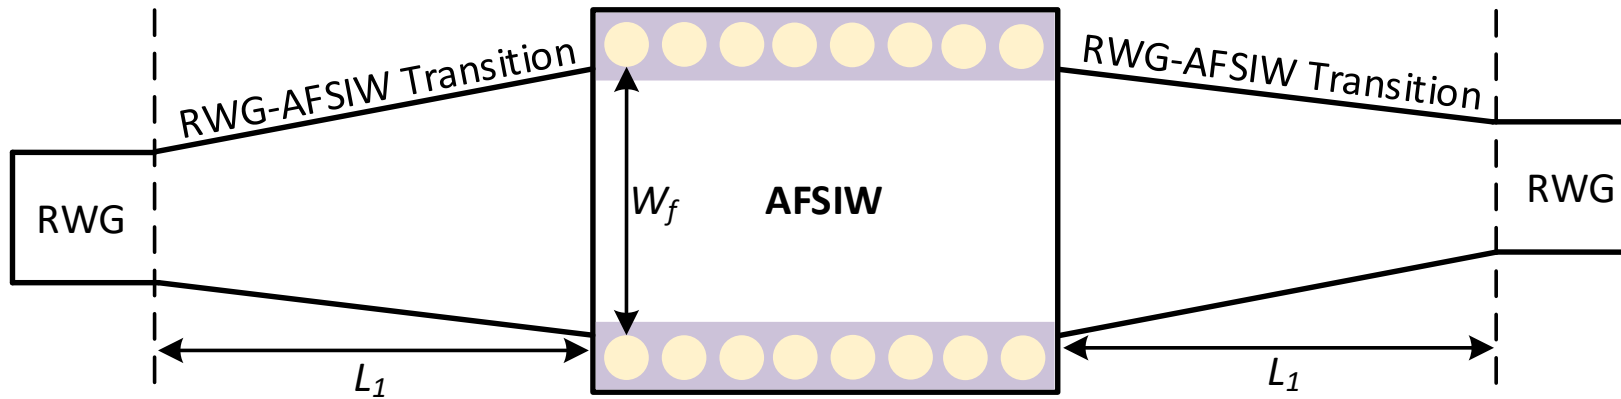 RWG-AFSIW Transition
RWG-AFSIW Transition
RWG
W_f
AFSIW
RWG
L_1
L_1